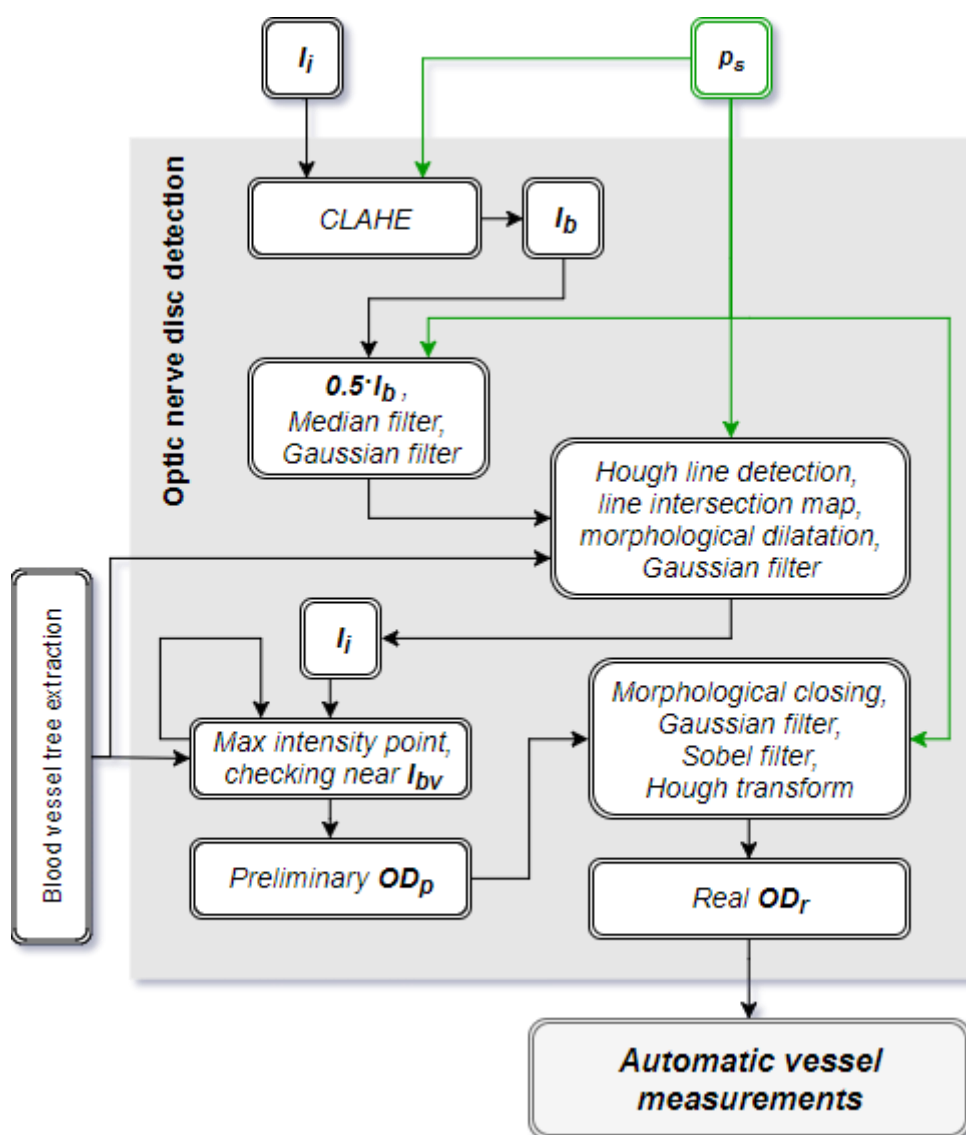 I_i
p_s
Optic nerve disc detection
CLAHE
I_b
0.5·I_b ,
Median filter,
Gaussian filter
Hough line detection,
line intersection map,
morphological dilatation,
Gaussian filter
Blood vessel tree extraction
I_i
Max intensity point,
checking near I_bv
Morphological closing,
Gaussian filter,
Sobel filter,
Hough transform
Preliminary OD_p
Real OD_r
Automatic vessel
measurements